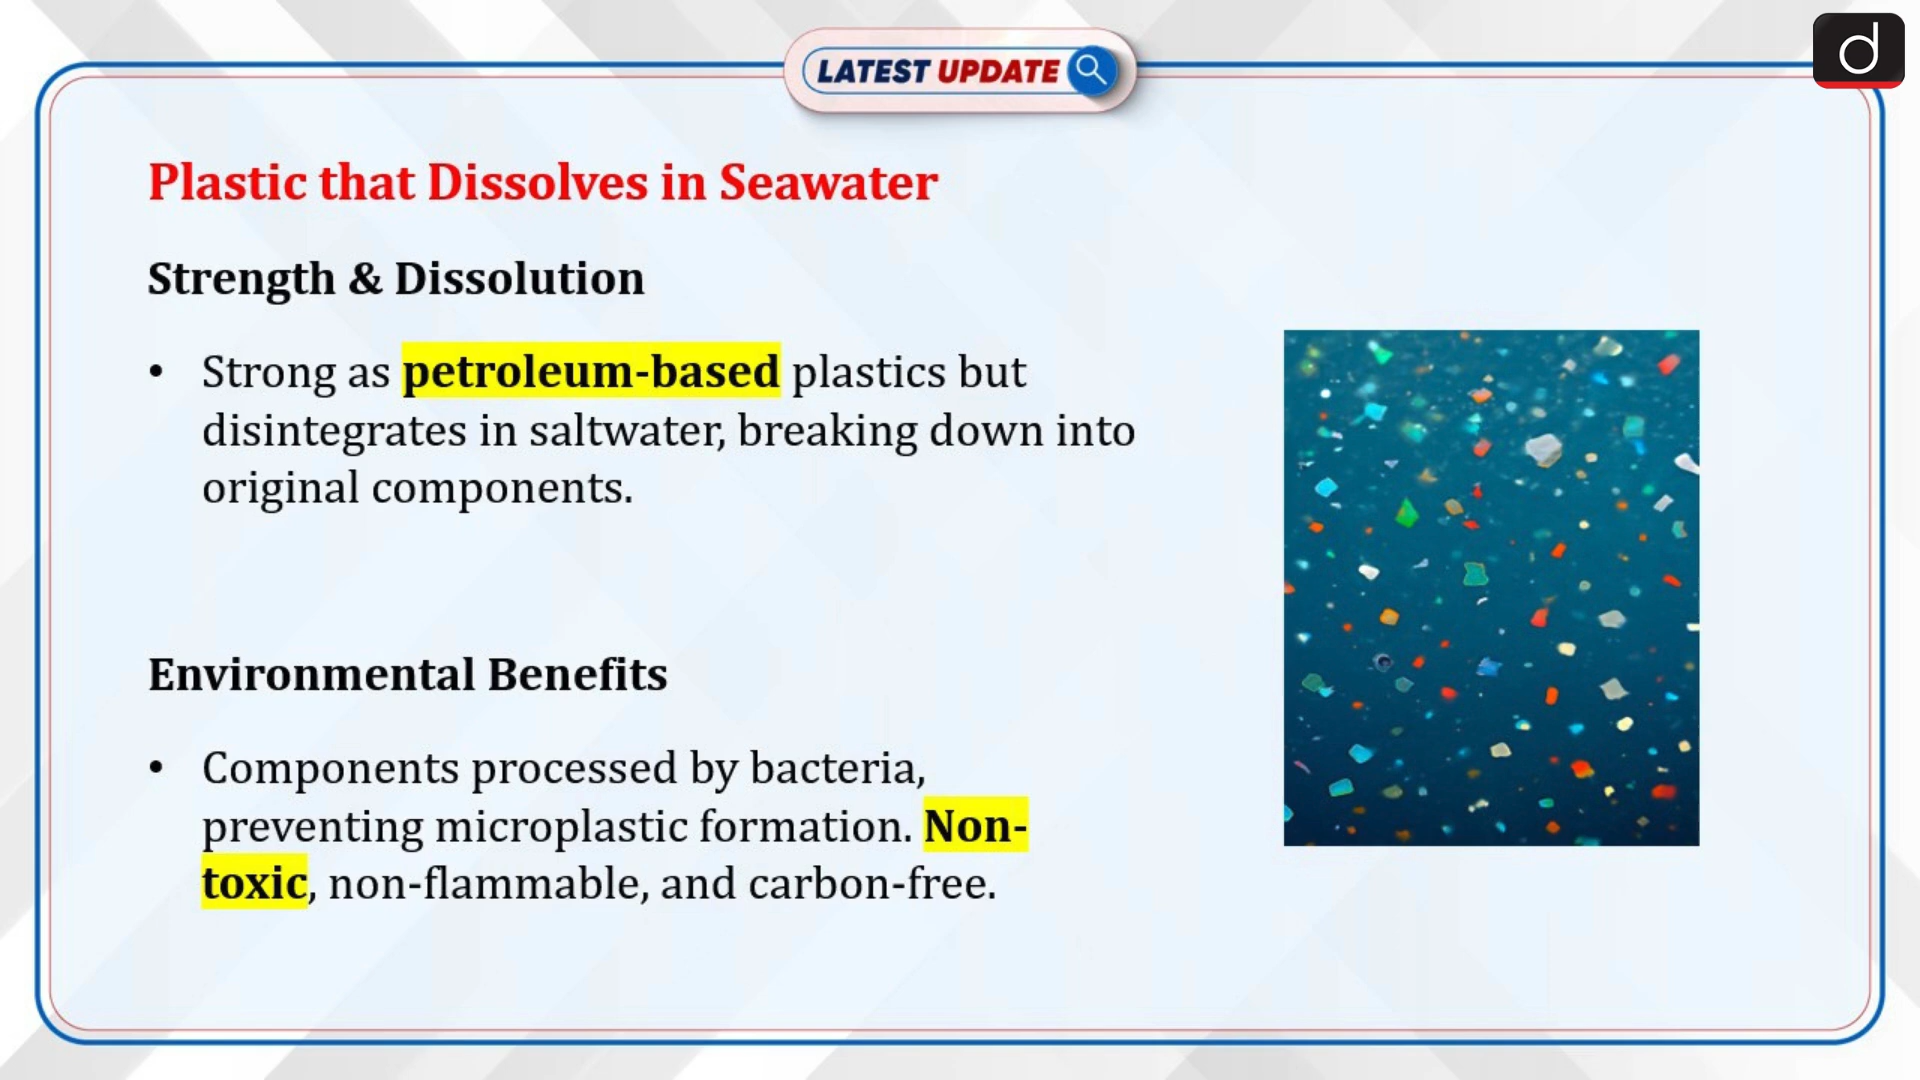 LATEST UPDATE
d
Plastic that Dissolves in Seawater
Strength & Dissolution
• Strong as petroleum-based plastics but
disintegrates in saltwater, breaking down into
original components.
Environmental Benefits
• Components processed by bacteria,
preventing microplastic formation. Non-
toxic, non-flammable, and carbon-free.